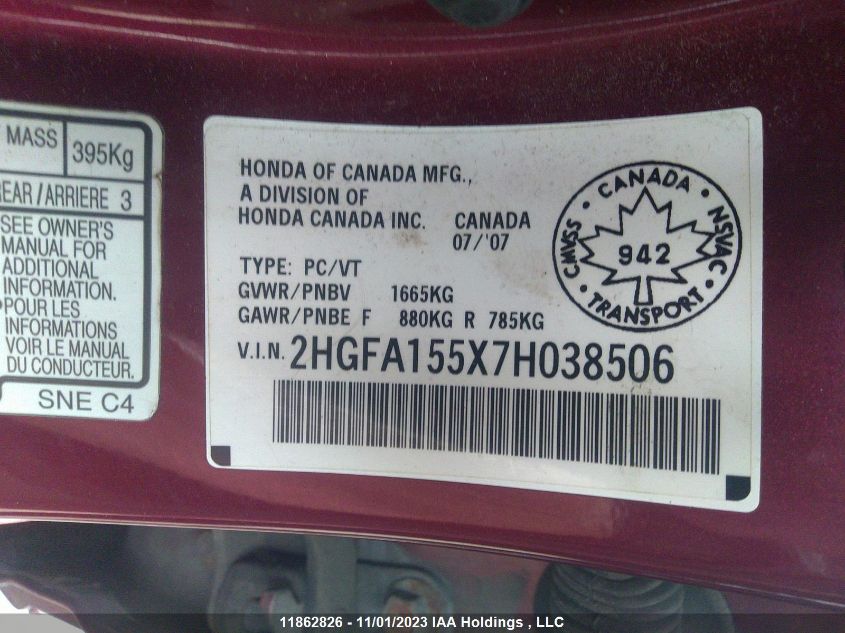 MASS 395Kg
REAR/ARRIERE 3
SEE OWNER'S
MANUAL FOR
ADDITIONAL
INFORMATION.
POUR LES
INFORMATIONS
VOIR LE MANUAL
DU CONDUCTEUR.
SNE C4
HONDA OF CANADA MFG.,
A DIVISION OF
HONDA CANADA INC. CANADA
07/'07
TYPE: PC/VT
GVWR/PNBV 1665KG
GAWR/PNBE F 880KG R 785KG
V.I.N. 2HGFA155X7H038506
CANADA
CMVSS
NSVAC
942
TRANSPORT
11862826 - 11/01/2023 IAA Holdings , LLC